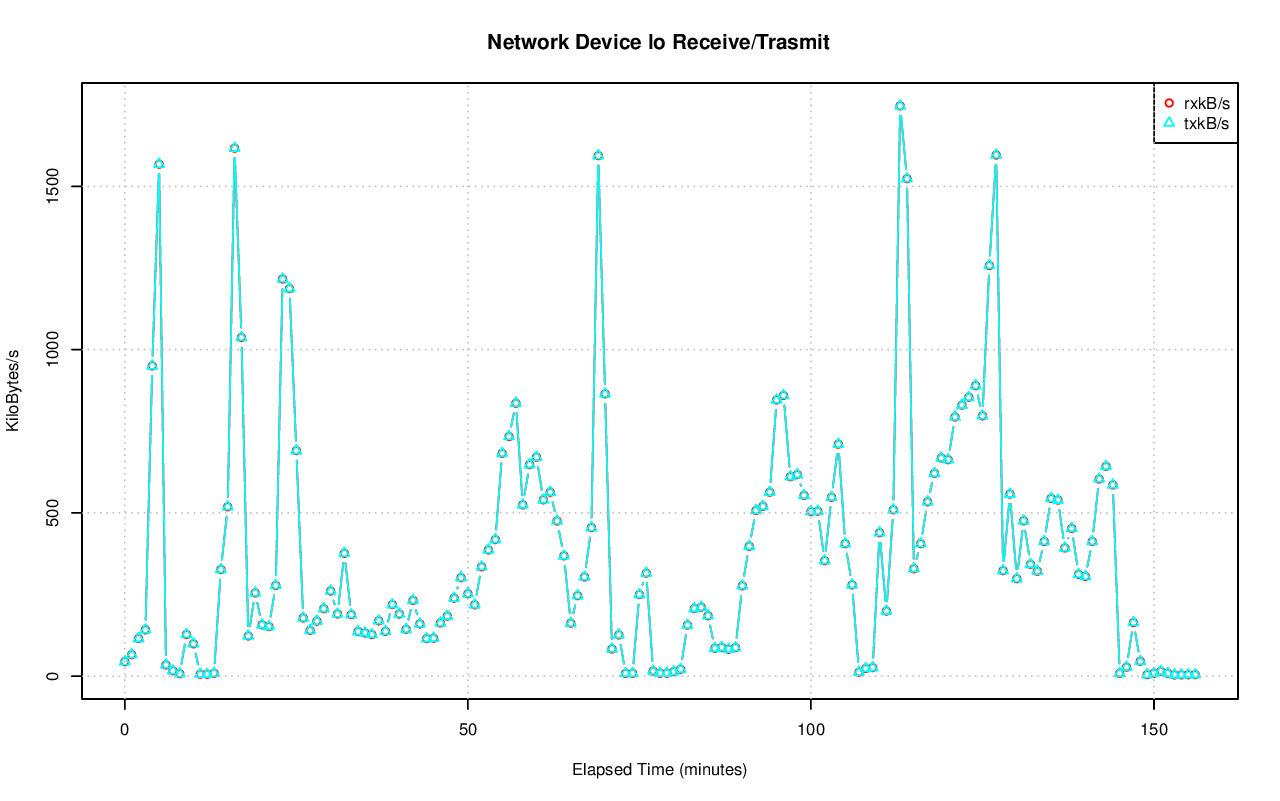 Network Device lo Receive/Trasmit
rxkB/s
txkB/s
KiloBytes/s
1500
1000
500
0
0 50 100 150
Elapsed Time (minutes)